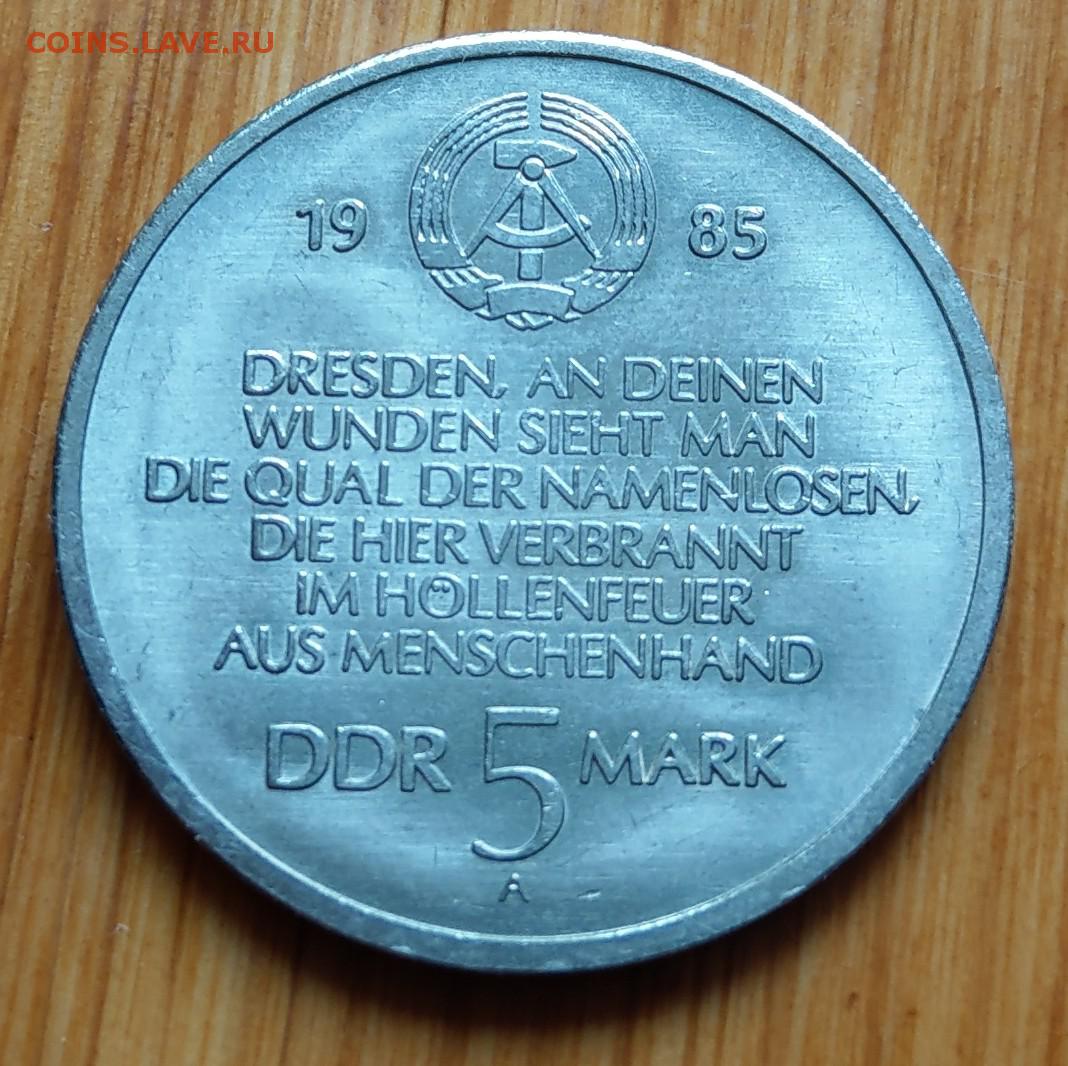 COINS.LAVE.RU
19 85
DRESDEN, AN DEINEN
WUNDEN SIEHT MAN
DIE QUAL DER NAMENLOSEN,
DIE HIER VERBRANNT
IM HÖLLENFEUER
AUS MENSCHENHAND
DDR 5 MARK
A